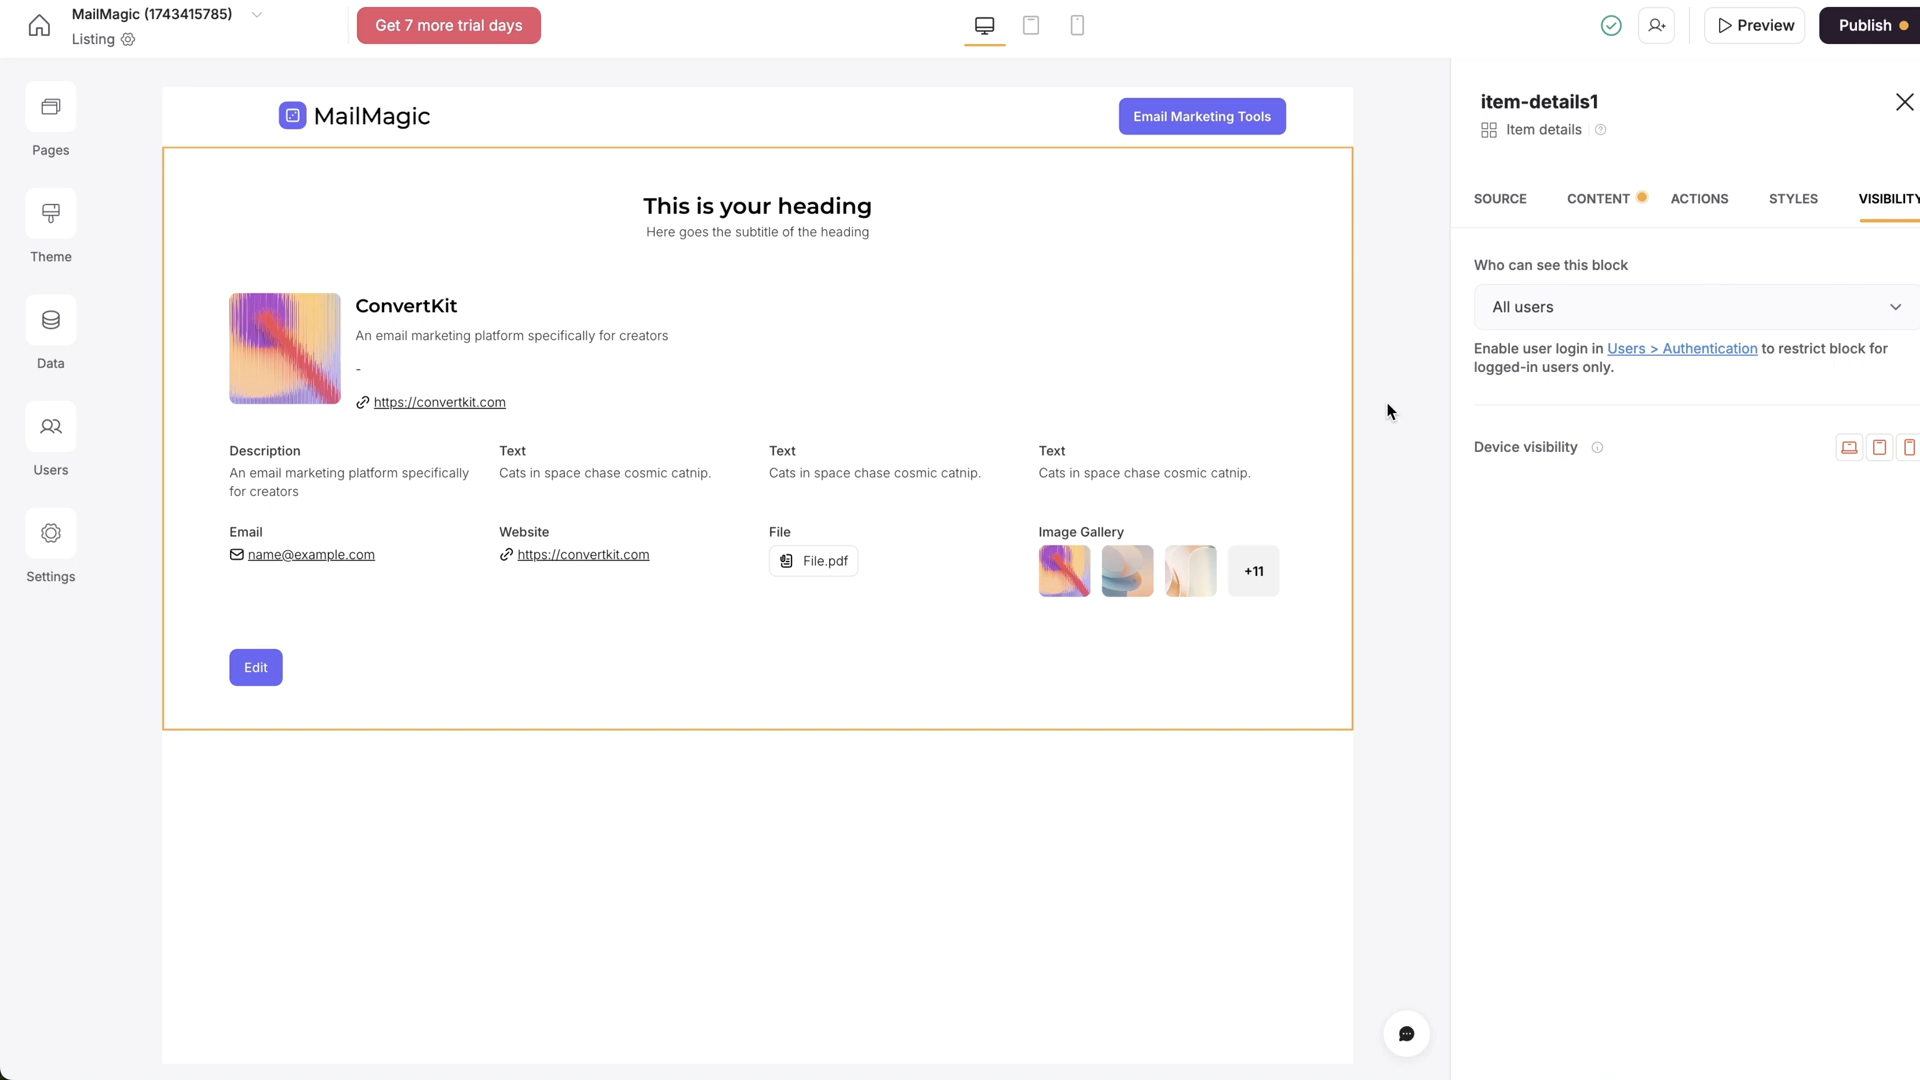 MailMagic (1743415785)
Listing
Get 7 more trial days
Preview
Publish
Pages
Theme
Data
Users
Settings
MailMagic
Email Marketing Tools
This is your heading
Here goes the subtitle of the heading
ConvertKit
An email marketing platform specifically for creators
-
https://convertkit.com
Description
An email marketing platform specifically
for creators
Text
Cats in space chase cosmic catnip.
Text
Cats in space chase cosmic catnip.
Text
Cats in space chase cosmic catnip.
Email
name@example.com
Website
https://convertkit.com
File
File.pdf
Image Gallery
+11
Edit
item-details1
Item details
SOURCE
CONTENT
ACTIONS
STYLES
VISIBILITY
Who can see this block
All users
Enable user login in Users > Authentication to restrict block for
logged-in users only.
Device visibility